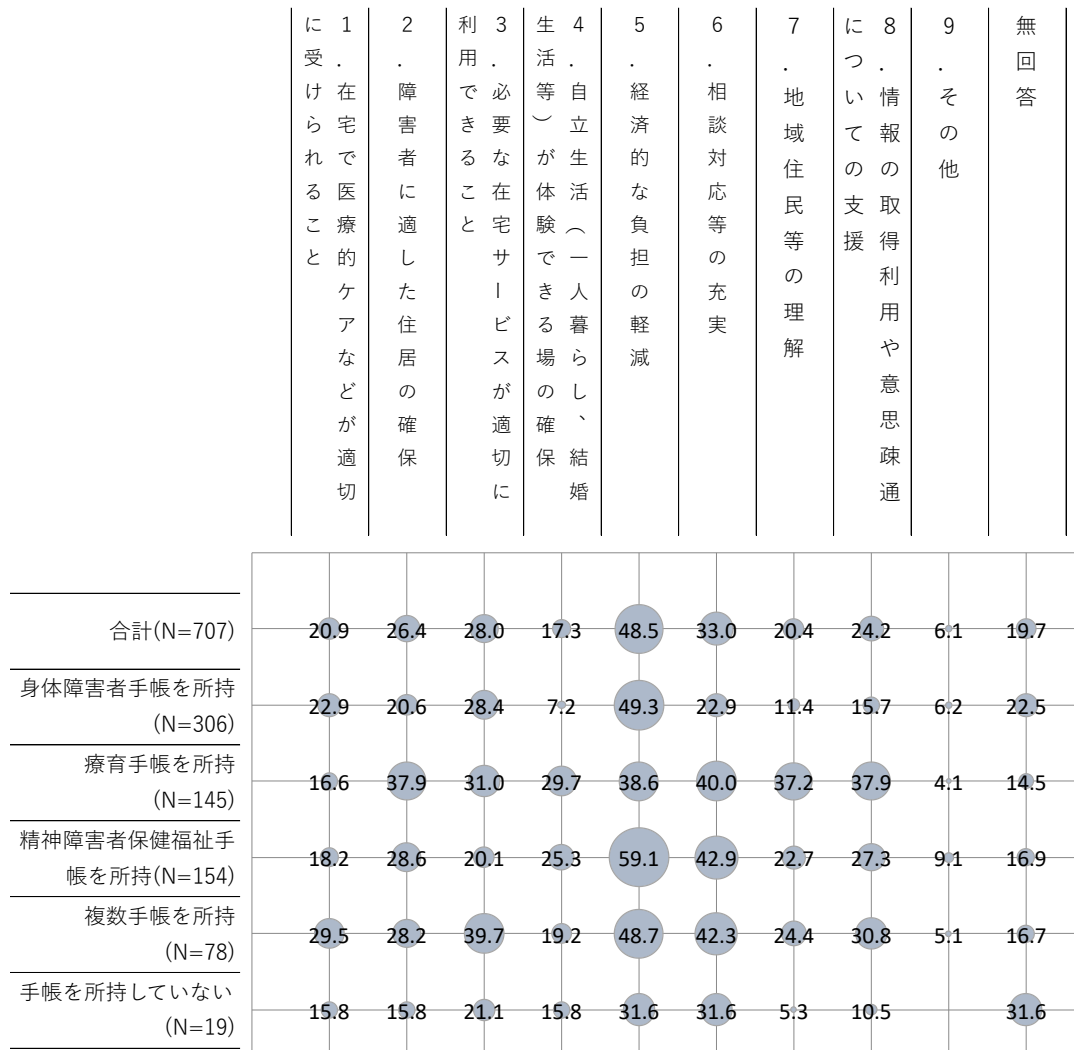 1.在宅で医療的ケアなどが適切
に受けられること
2.障害者に適した住居の確保
3.必要な在宅サービスが適切に
利用できること
4.自立生活(一人暮らし、結婚
生活等)が体験できる場の確保
5.経済的な負担の軽減
6.相談対応等の充実
7.地域住民等の理解
8.情報の取得利用や意思疎通
についての支援
9.その他
無回答
合計(N=707)
20.9 26.4 28.0 17.3 48.5 33.0 20.4 24.2 6.1 19.7
身体障害者手帳を所持
(N=306)
22.9 20.6 28.4 7.2 49.3 22.9 11.4 15.7 6.2 22.5
療育手帳を所持
(N=145)
16.6 37.9 31.0 29.7 38.6 40.0 37.2 37.9 4.1 14.5
精神障害者保健福祉手
帳を所持(N=154)
18.2 28.6 20.1 25.3 59.1 42.9 22.7 27.3 9.1 16.9
複数手帳を所持
(N=78)
29.5 28.2 39.7 19.2 48.7 42.3 24.4 30.8 5.1 16.7
手帳を所持していない
(N=19)
15.8 15.8 21.1 15.8 31.6 31.6 5.3 10.5 31.6